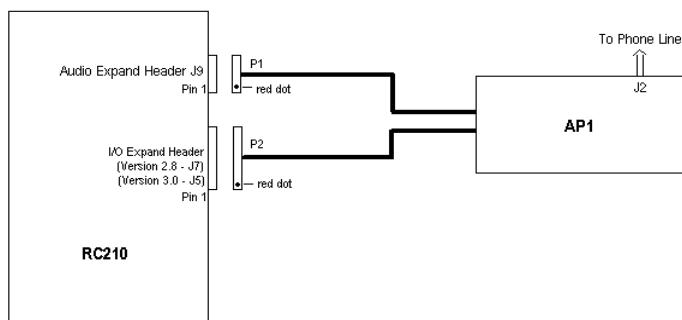 To Phone Line
J2
Audio Expand Header J9
Pin 1
P1
red dot
AP1
I/O Expand Header
(Version 2.8 - J7)
(Version 3.0 - J5)
Pin 1
P2
red dot
RC210